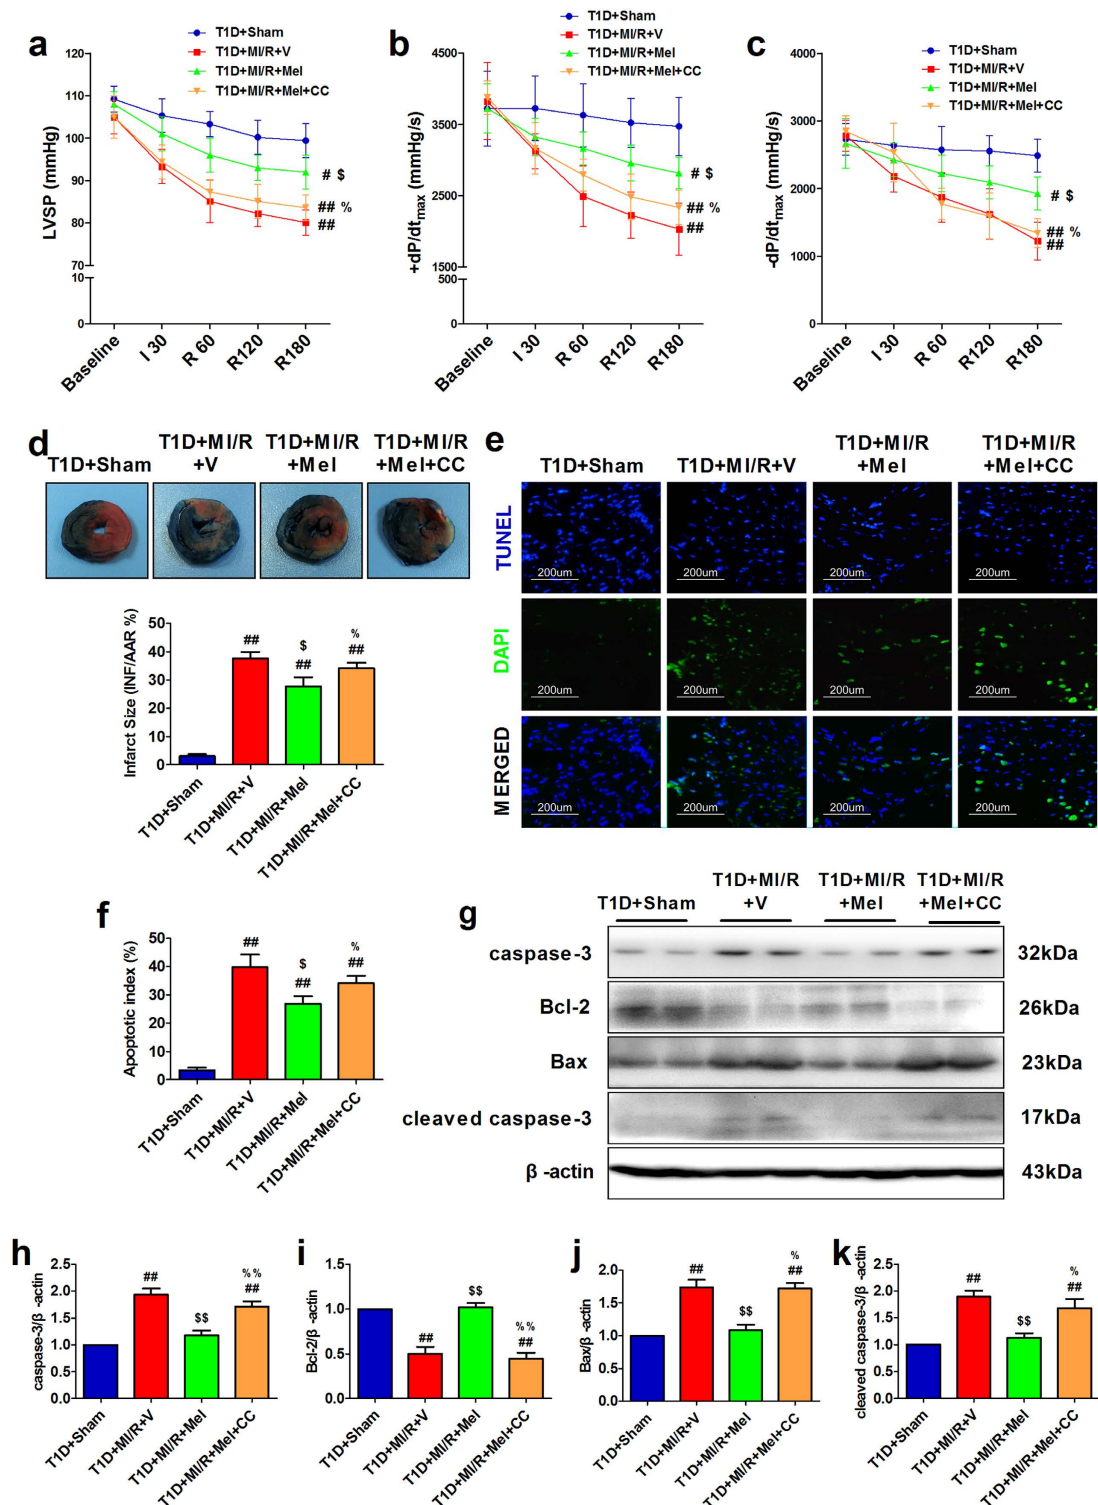 a
T1D+Sham
T1D+MI/R+V
T1D+MI/R+Mel
T1D+MI/R+Mel+CC
LVSP (mmHg)
120
110
100
90
80
70
10
0
# $
## %
##
Baseline
I 30
R 60
R120
R180
b
T1D+Sham
T1D+MI/R+V
T1D+MI/R+Mel
T1D+MI/R+Mel+CC
+dP/dtmax (mmHg/s)
4500
3500
2500
1500
500
0
# $
## %
##
Baseline
I 30
R 60
R120
R180
c
T1D+Sham
T1D+MI/R+V
T1D+MI/R+Mel
T1D+MI/R+Mel+CC
-dP/dtmax (mmHg/s)
4000
3000
2000
1000
0
# $
## %
##
Baseline
I 30
R 60
R120
R180
d
T1D+Sham
T1D+MI/R
+V
T1D+MI/R
+Mel
T1D+MI/R
+Mel+CC
Infarct Size (INF/AAR %)
50
40
30
20
10
0
##
$
##
%
##
T1D+Sham
T1D+MI/R+V
T1D+MI/R+Mel
T1D+MI/R+Mel+CC
e
T1D+Sham
T1D+MI/R+V
T1D+MI/R
+Mel
T1D+MI/R
+Mel+CC
TUNEL
200um
200um
200um
200um
DAPI
200um
200um
200um
200um
MERGED
200um
200um
200um
200um
f
Apoptotic index (%)
50
40
30
20
10
0
##
$
##
%
##
T1D+Sham
T1D+MI/R+V
T1D+MI/R+Mel
T1D+MI/R+Mel+CC
g
T1D+Sham
T1D+MI/R
+V
T1D+MI/R
+Mel
T1D+MI/R
+Mel+CC
caspase-3 32kDa
Bcl-2 26kDa
Bax 23kDa
cleaved caspase-3 17kDa
β -actin 43kDa
h
caspase-3/β -actin
2.5
2.0
1.5
1.0
0.5
0.0
##
$$
%%
##
T1D+Sham
T1D+MI/R+V
T1D+MI/R+Mel
T1D+MI/R+Mel+CC
i
Bcl-2/β -actin
1.5
1.0
0.5
0.0
##
$$
%%
##
T1D+Sham
T1D+MI/R+V
T1D+MI/R+Mel
T1D+MI/R+Mel+CC
j
Bax/β -actin
2.0
1.5
1.0
0.5
0.0
##
$$
%
##
T1D+Sham
T1D+MI/R+V
T1D+MI/R+Mel
T1D+MI/R+Mel+CC
k
cleaved caspase-3/β -actin
2.5
2.0
1.5
1.0
0.5
0.0
##
$$
%
##
T1D+Sham
T1D+MI/R+V
T1D+MI/R+Mel
T1D+MI/R+Mel+CC